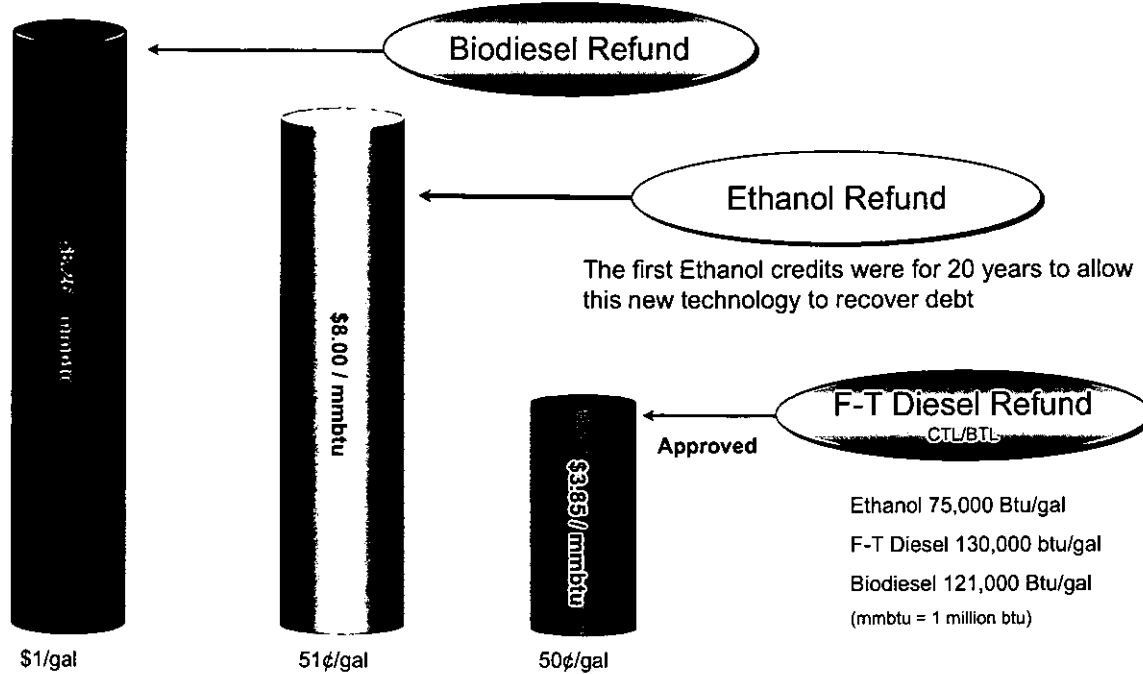 Biodiesel Refund
Ethanol Refund
The first Ethanol credits were for 20 years to allow
this new technology to recover debt
$8.00 / mmbtu
F-T Diesel Refund
CTL/BTL
Approved
$3.85 / mmbtu
Ethanol 75,000 Btu/gal
F-T Diesel 130,000 btu/gal
Biodiesel 121,000 Btu/gal
(mmbtu = 1 million btu)
$1/gal
51¢/gal
50¢/gal